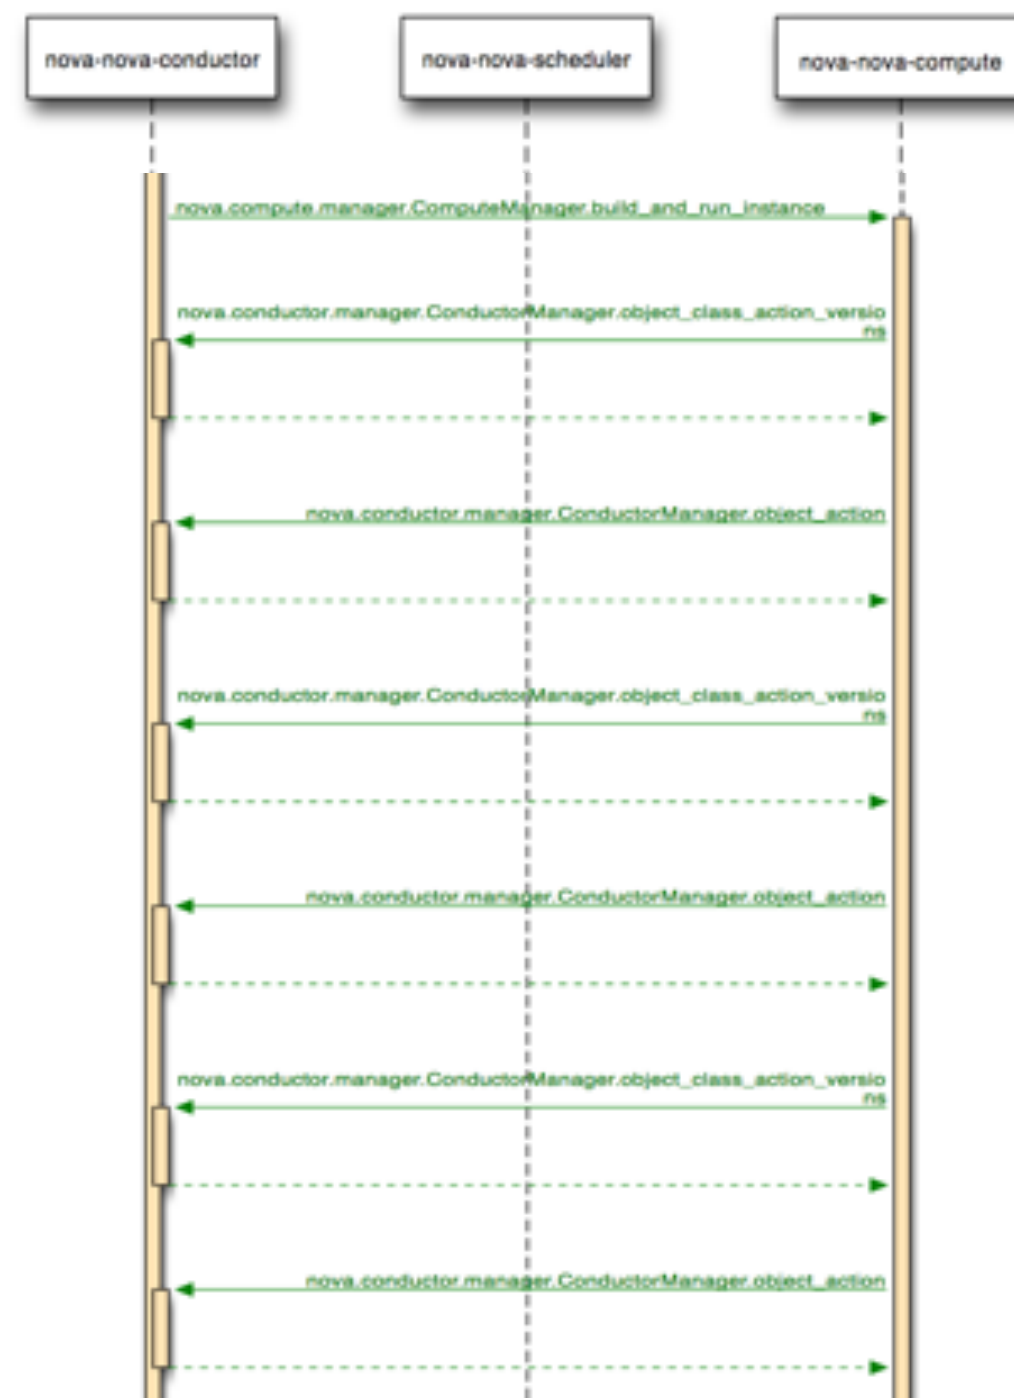 nova-nova-conductor
nova-nova-scheduler
nova-nova-compute
nova.compute.manager.ComputeManager.build_and_run_instance
nova.conductor.manager.ConductorManager.object_class_action_versio
ns
nova.conductor.manager.ConductorManager.object_action
nova.conductor.manager.ConductorManager.object_class_action_versio
ns
nova.conductor.manager.ConductorManager.object_action
nova.conductor.manager.ConductorManager.object_class_action_versio
ns
nova.conductor.manager.ConductorManager.object_action